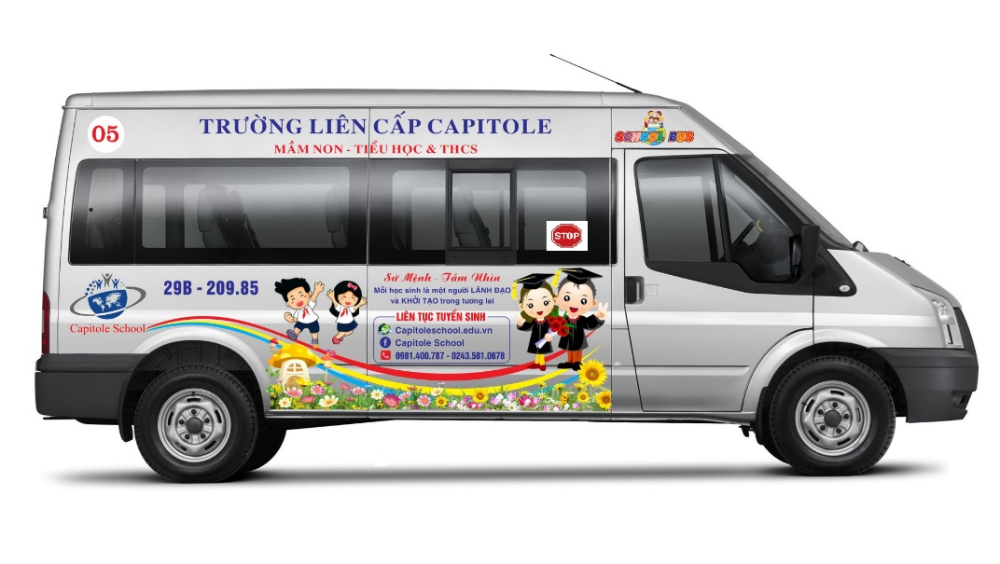 05
TRƯỜNG LIÊN CẤP CAPITOLE
MẦM NON - TIỂU HỌC & THCS
SCHOOL BUS
STOP
Capitole School
29B - 209.85
Sứ Mệnh - Tầm Nhìn
Mỗi học sinh là một người LÃNH ĐẠO
và KHỞI TẠO trong tương lai
LIÊN TỤC TUYỂN SINH
Capitoleschool.edu.vn
Capitole School
0981.400.787 - 0243.581.0678